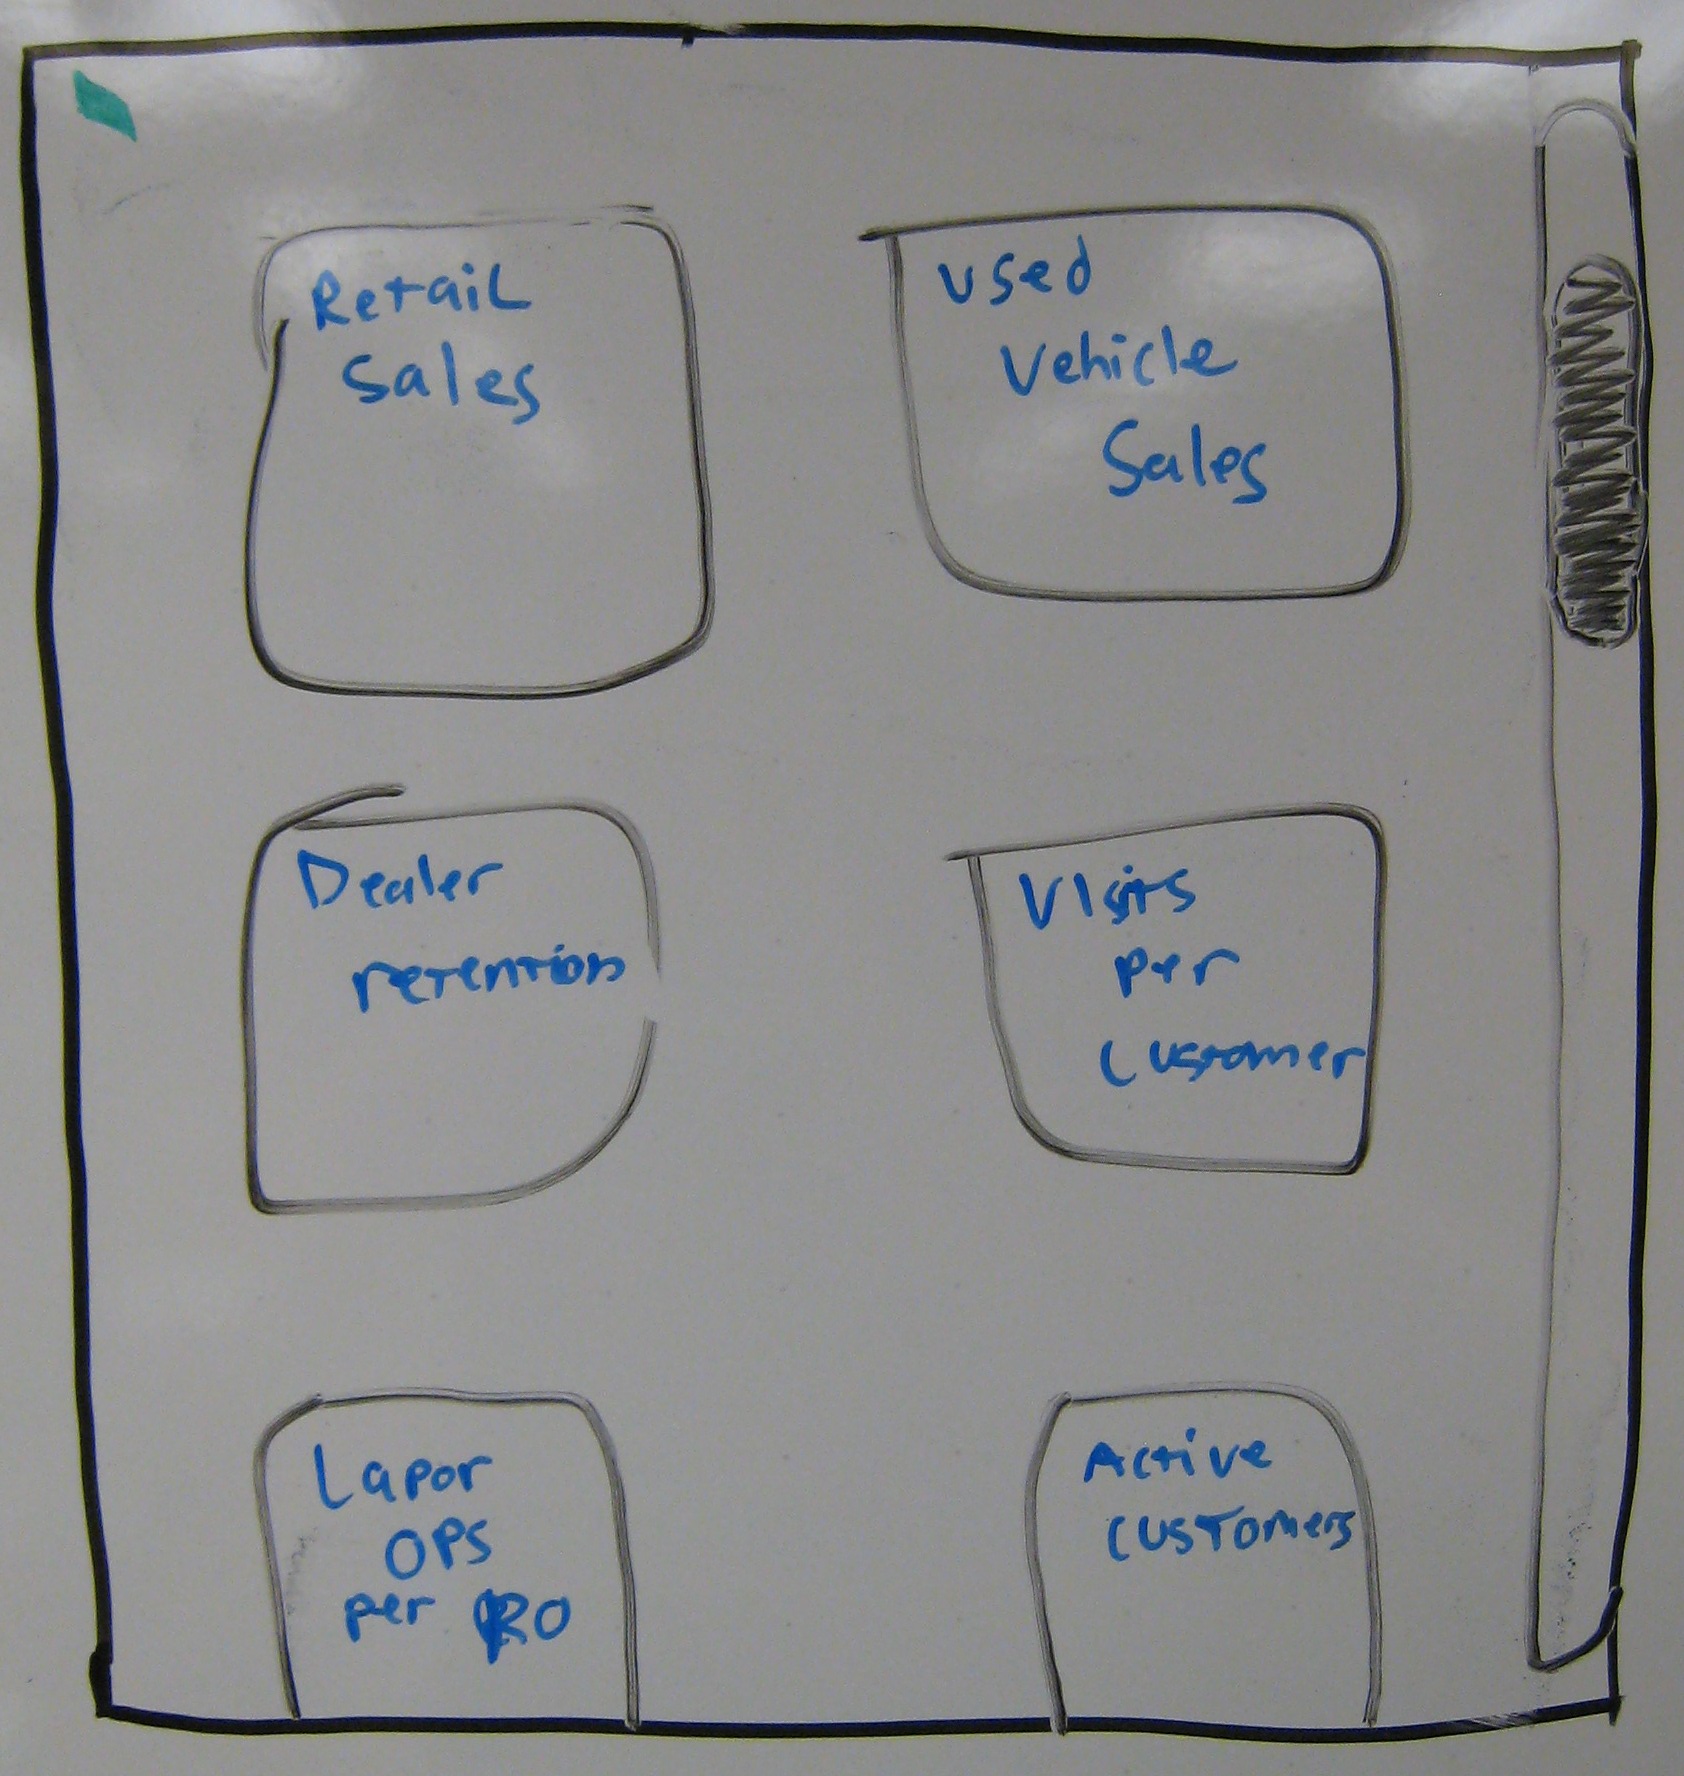 Retail
Sales
Used
Vehicle
Sales
Dealer
retention
Visits
per
Customer
Lapor
OPs
per RO
Active
Customers